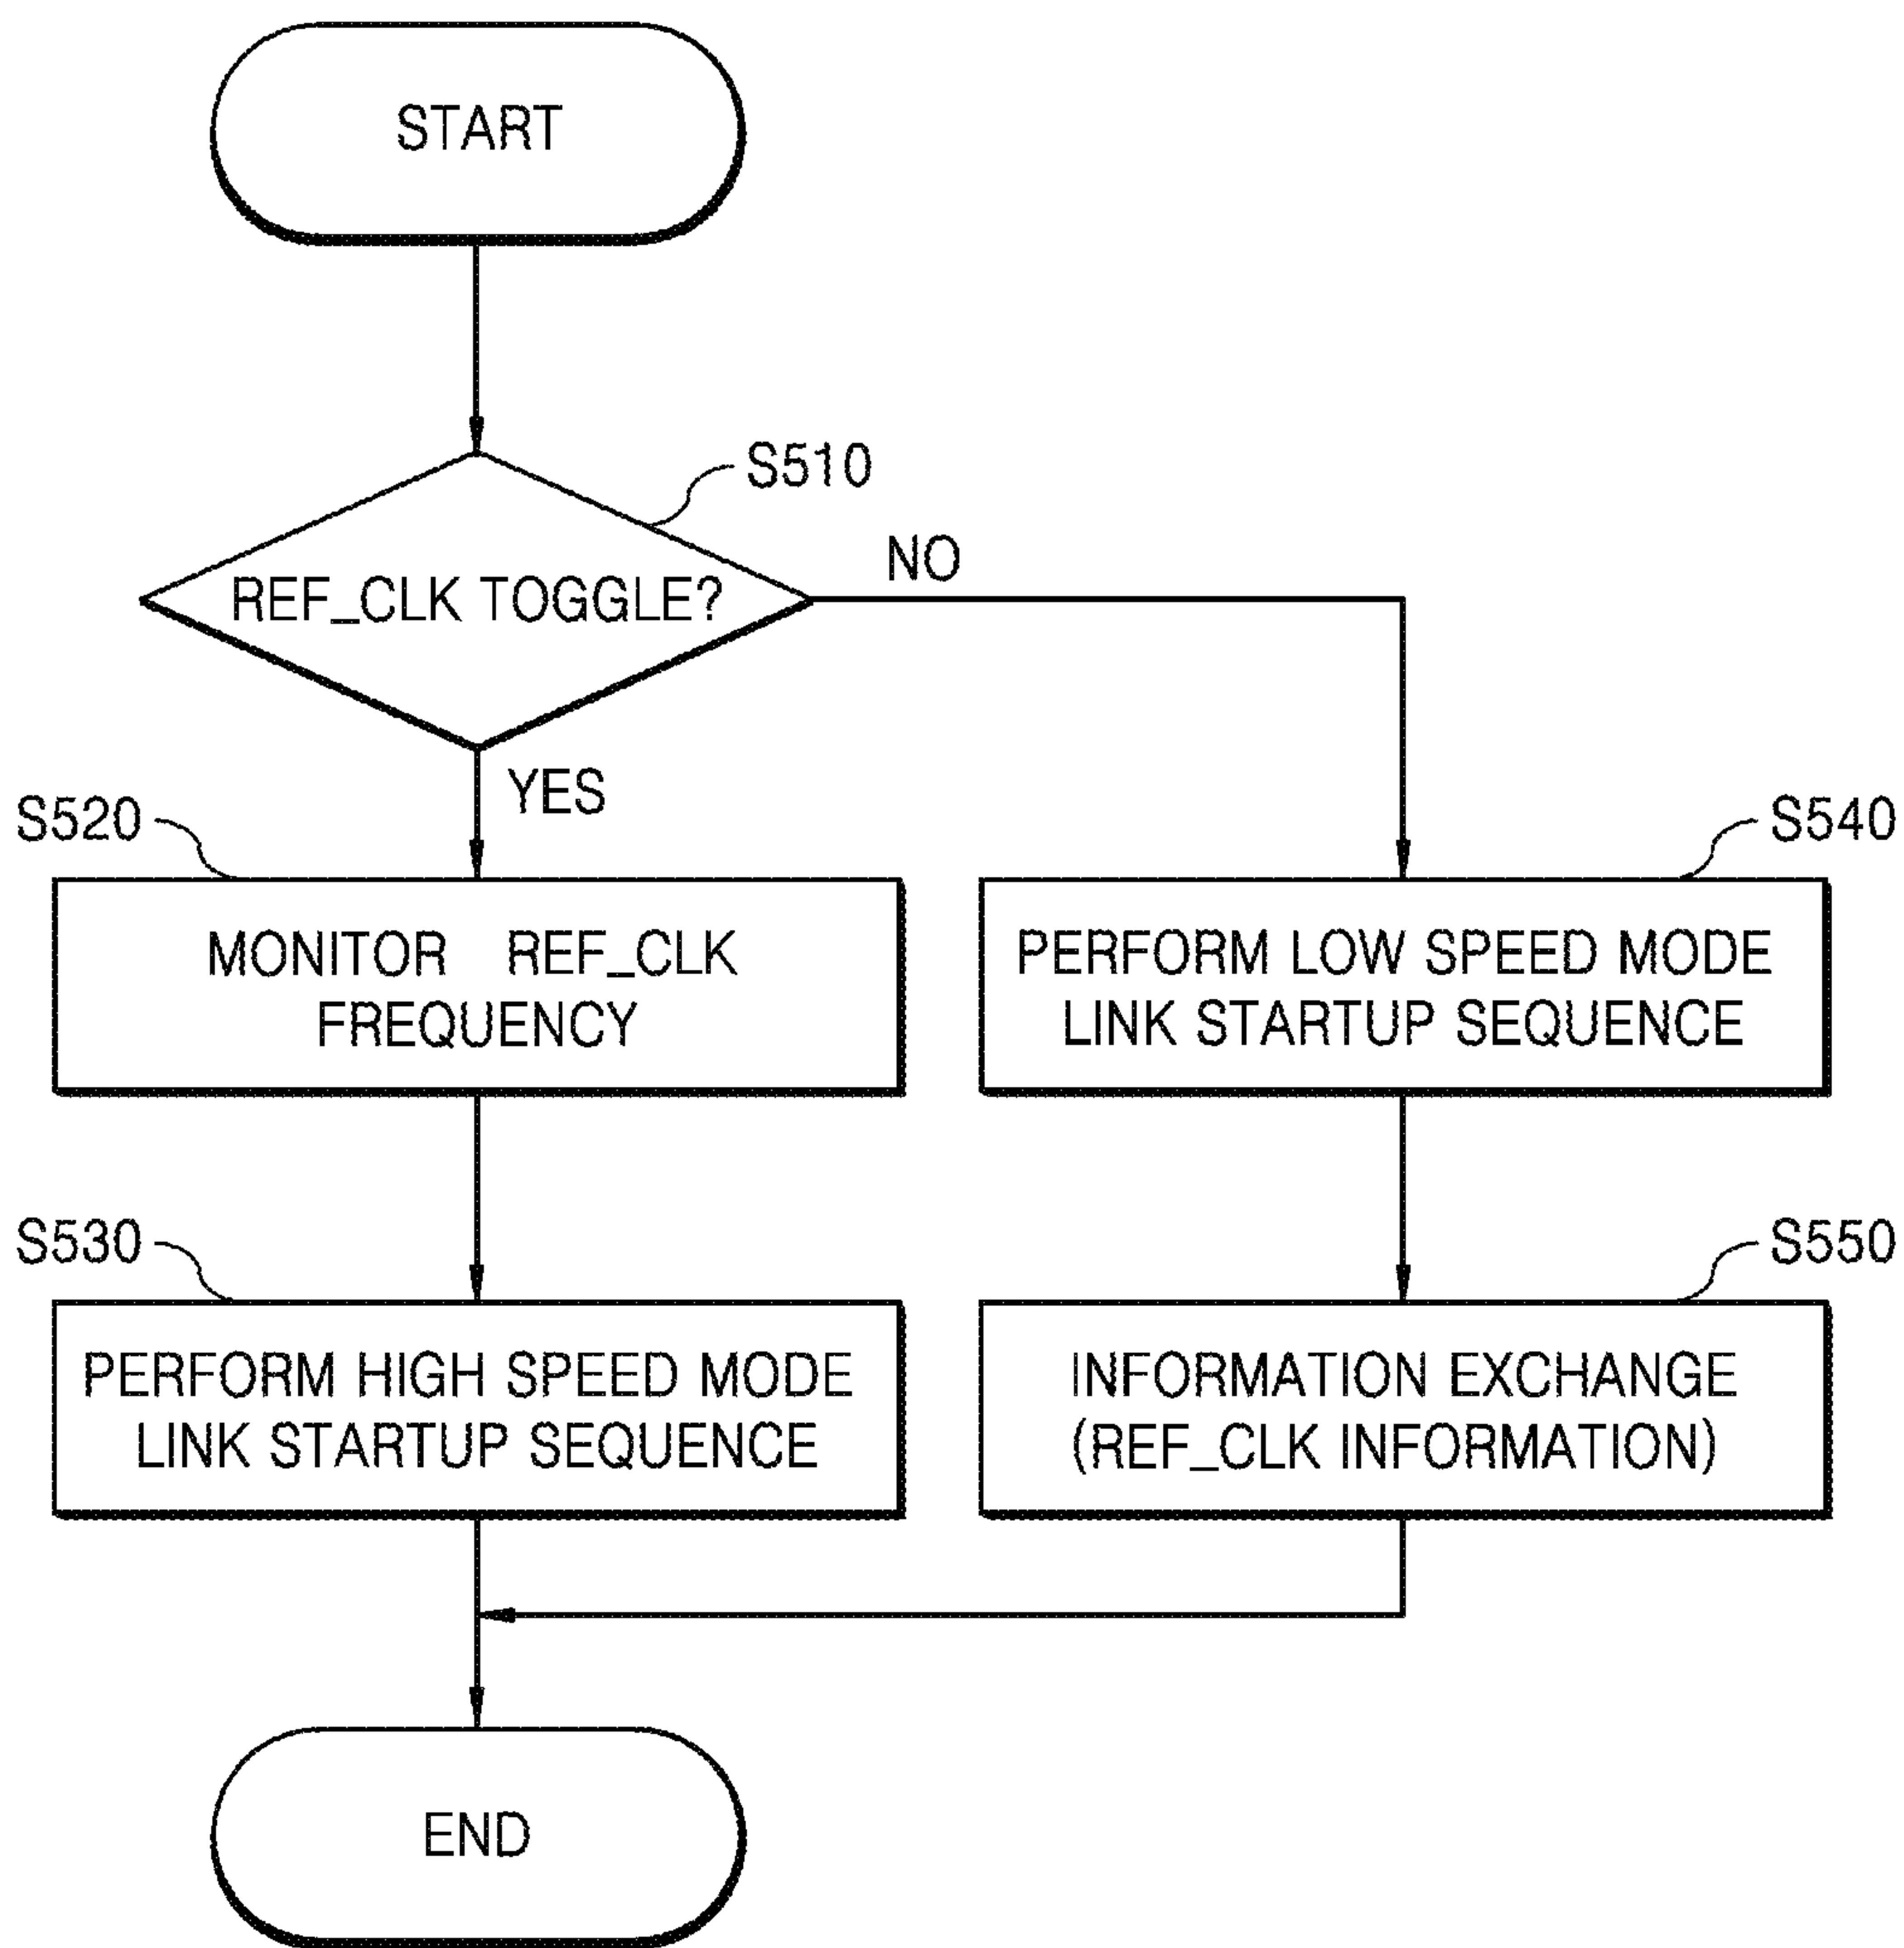 START
S510
REF_CLK TOGGLE?
NO
YES
S520
MONITOR REF_CLK
FREQUENCY
S540
PERFORM LOW SPEED MODE
LINK STARTUP SEQUENCE
S530
PERFORM HIGH SPEED MODE
LINK STARTUP SEQUENCE
S550
INFORMATION EXCHANGE
(REF_CLK INFORMATION)
END